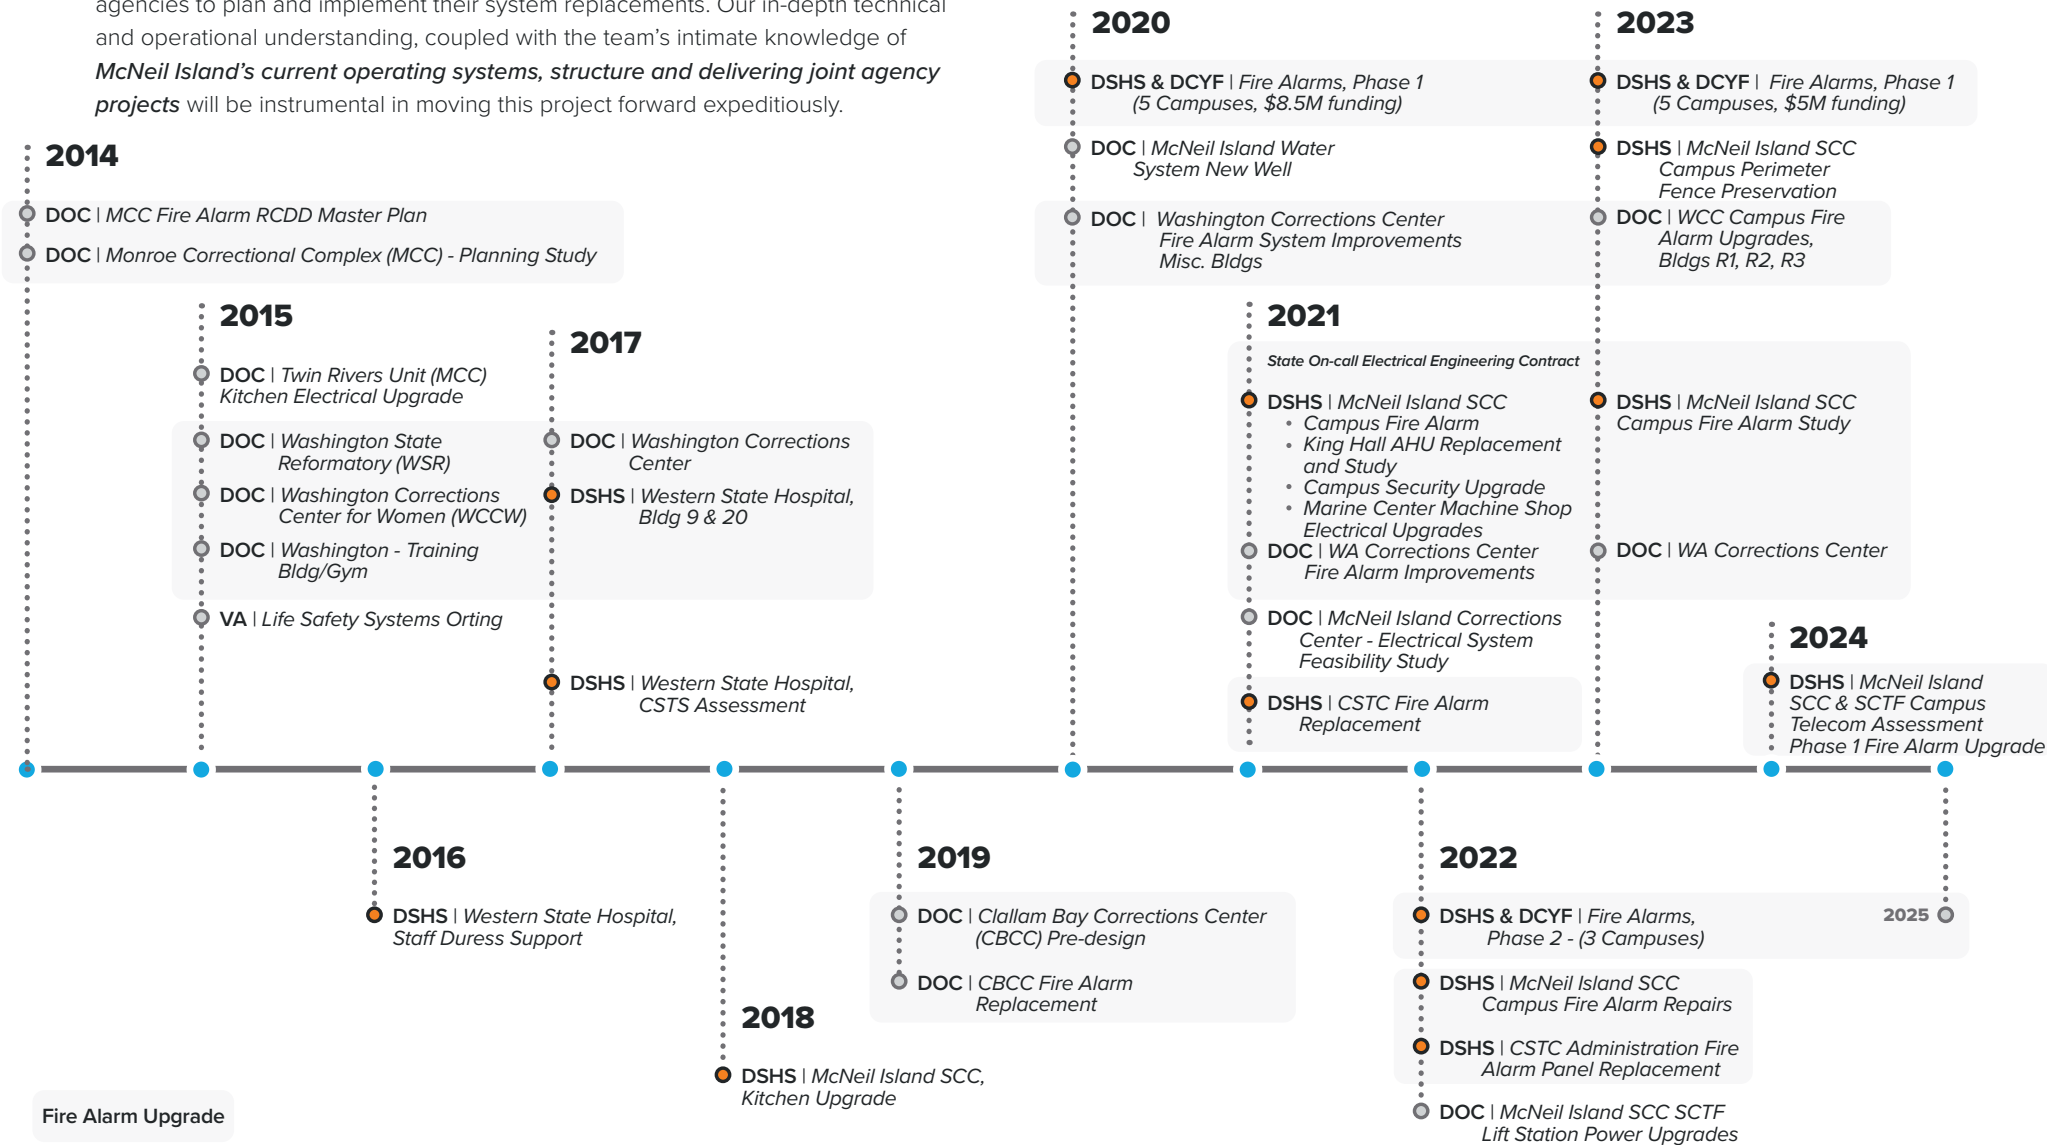 agencies to plan and implement their system replacements. Our in-depth technical
and operational understanding, coupled with the team's intimate knowledge of
McNeil Island's current operating systems, structure and delivering joint agency
projects will be instrumental in moving this project forward expeditiously.
2014
DOC | MCC Fire Alarm RCDD Master Plan
DOC | Monroe Correctional Complex (MCC) - Planning Study
2015
DOC | Twin Rivers Unit (MCC)
Kitchen Electrical Upgrade
DOC | Washington State
Reformatory (WSR)
DOC | Washington Corrections
Center for Women (WCCW)
DOC | Washington - Training
Bldg/Gym
VA | Life Safety Systems Orting
2017
DOC | Washington Corrections
Center
DSHS | Western State Hospital,
Bldg 9 & 20
DSHS | Western State Hospital,
CSTS Assessment
2020
DSHS & DCYF | Fire Alarms, Phase 1
(5 Campuses, $8.5M funding)
DOC | McNeil Island Water
System New Well
DOC | Washington Corrections Center
Fire Alarm System Improvements
Misc. Bldgs
2021
State On-call Electrical Engineering Contract
DSHS | McNeil Island SCC
• Campus Fire Alarm
• King Hall AHU Replacement
and Study
• Campus Security Upgrade
• Marine Center Machine Shop
Electrical Upgrades
DOC | WA Corrections Center
Fire Alarm Improvements
DOC | McNeil Island Corrections
Center - Electrical System
Feasibility Study
DSHS | CSTC Fire Alarm
Replacement
2023
DSHS & DCYF | Fire Alarms, Phase 1
(5 Campuses, $5M funding)
DSHS | McNeil Island SCC
Campus Perimeter
Fence Preservation
DOC | WCC Campus Fire
Alarm Upgrades,
Bldgs R1, R2, R3
DSHS | McNeil Island SCC
Campus Fire Alarm Study
DOC | WA Corrections Center
2024
DSHS | McNeil Island
SCC & SCTF Campus
Telecom Assessment
Phase 1 Fire Alarm Upgrade
2016
DSHS | Western State Hospital,
Staff Duress Support
2018
DSHS | McNeil Island SCC,
Kitchen Upgrade
2019
DOC | Clallam Bay Corrections Center
(CBCC) Pre-design
DOC | CBCC Fire Alarm
Replacement
2022
DSHS & DCYF | Fire Alarms,
Phase 2 - (3 Campuses)
DSHS | McNeil Island SCC
Campus Fire Alarm Repairs
DSHS | CSTC Administration Fire
Alarm Panel Replacement
DOC | McNeil Island SCC SCTF
Lift Station Power Upgrades
2025
Fire Alarm Upgrade